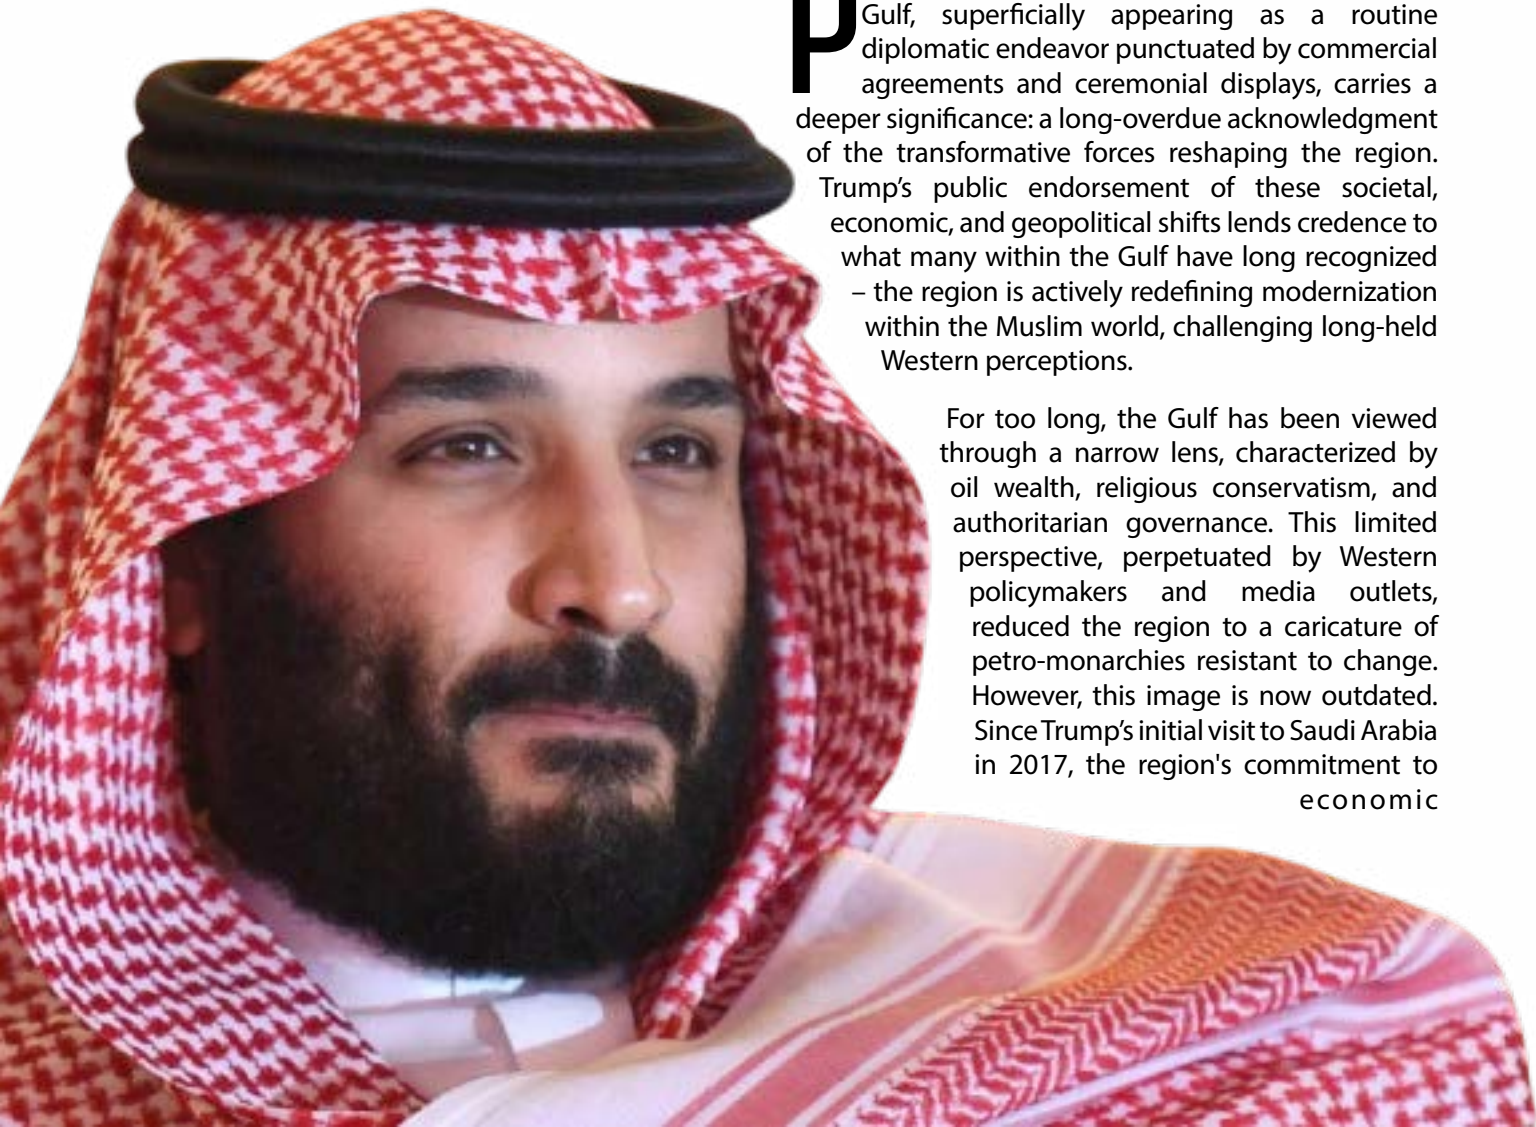 P
Gulf, superficially appearing as a routine
diplomatic endeavor punctuated by commercial
agreements and ceremonial displays, carries a
deeper significance: a long-overdue acknowledgment
of the transformative forces reshaping the region.
Trump’s public endorsement of these societal,
economic, and geopolitical shifts lends credence to
what many within the Gulf have long recognized
– the region is actively redefining modernization
within the Muslim world, challenging long-held
Western perceptions.
For too long, the Gulf has been viewed
through a narrow lens, characterized by
oil wealth, religious conservatism, and
authoritarian governance. This limited
perspective, perpetuated by Western
policymakers and media outlets,
reduced the region to a caricature of
petro-monarchies resistant to change.
However, this image is now outdated.
Since Trump’s initial visit to Saudi Arabia
in 2017, the region's commitment to
economic